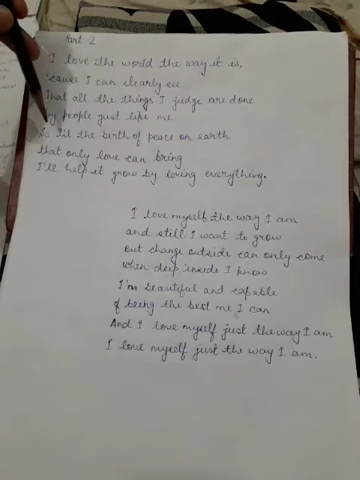 Part-2
I love the world the way it is,
'cause I can clearly see
That all the things I judge are done
by people just like me
So 'til the birth of peace on earth
that only love can bring
I'll help it grow by loving everything.
I love myself the way I am
and still I want to grow
out change outside can only come
when deep inside I know
I'm beautiful and capable
of being the best me I can
And I love myself just the way I am
I love myself just the way I am.